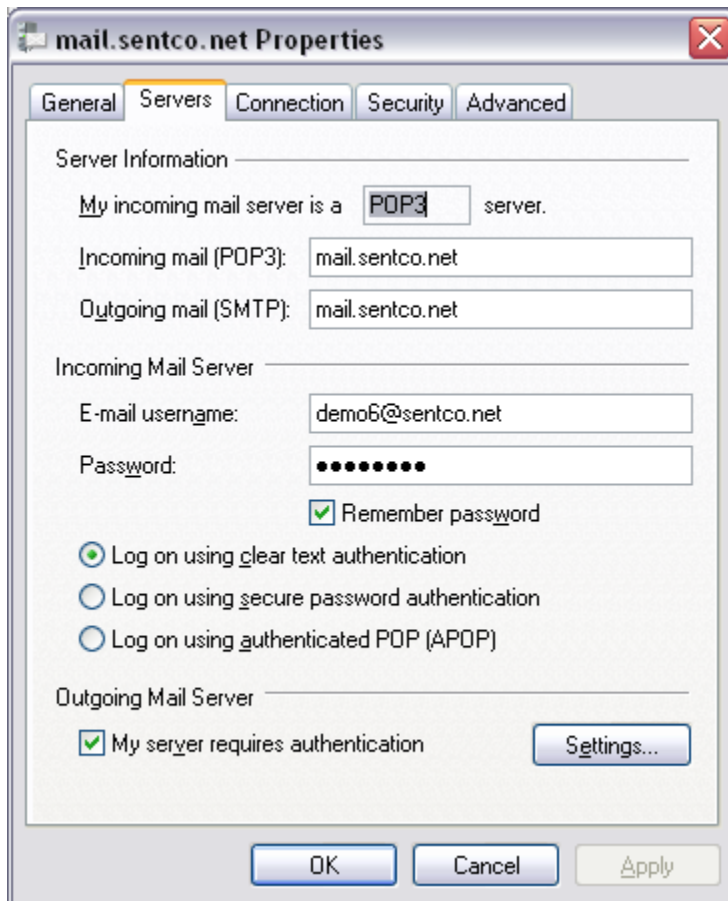 mail.sentco.net Properties
General Servers Connection Security Advanced
Server Information
My incoming mail server is a POP3 server.
Incoming mail (POP3): mail.sentco.net
Outgoing mail (SMTP): mail.sentco.net
Incoming Mail Server
E-mail username: demo6@sentco.net
Password: ●●●●●●●●
Remember password
Log on using clear text authentication
Log on using secure password authentication
Log on using authenticated POP (APOP)
Outgoing Mail Server
My server requires authentication Settings...
OK Cancel Apply